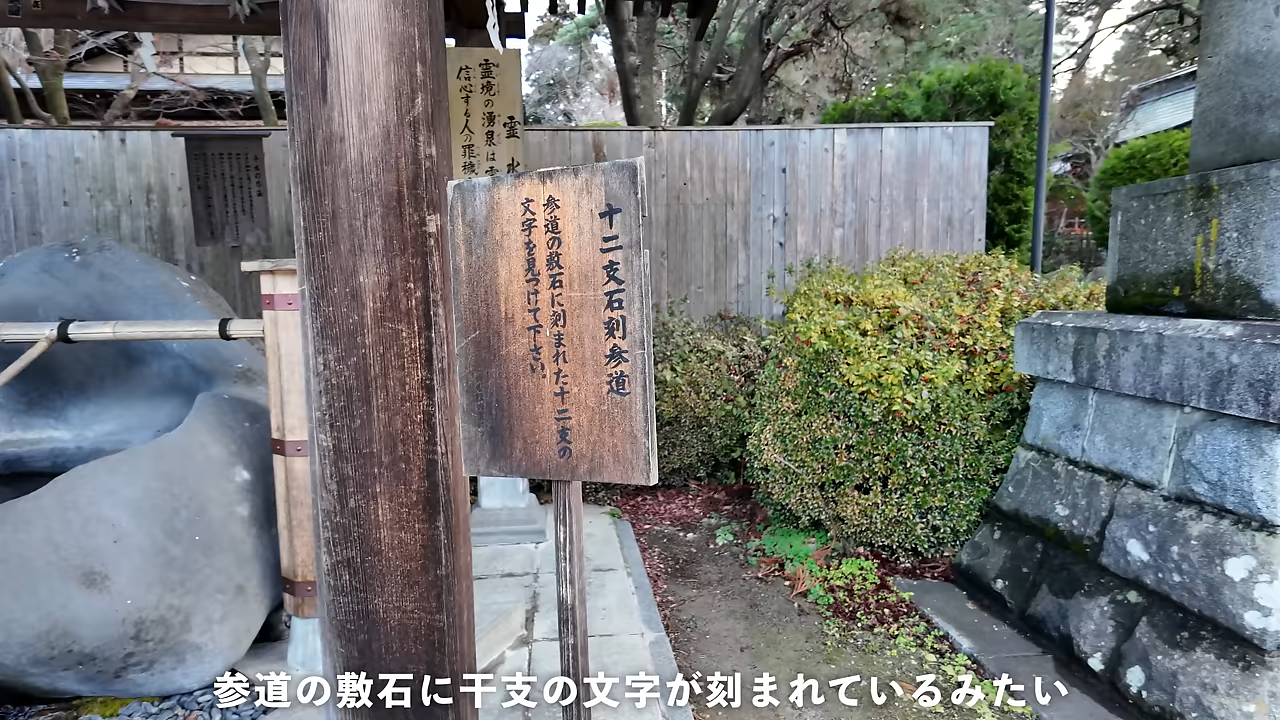 十二支石刻参道
参道の敷石に刻まれた十二支の
文字を見つけて下さい。
霊水
霊境の湧泉は霊
信心する人の罪穢
参道の敷石に干支の文字が刻まれているみたい